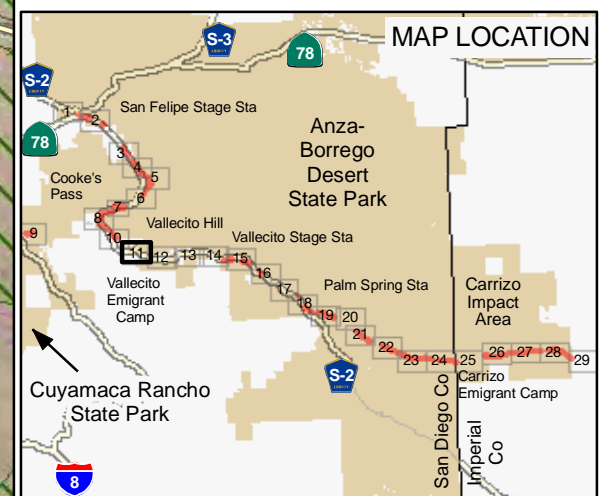 MAP LOCATION
S-3
78
S-2
78
San Felipe Stage Sta
Anza-
Borrego
Desert
State Park
Cooke's
Pass
1
2
3
4
5
6
7
8
9
10
11
12
13
14
15
16
17
18
19
20
21
22
23
24
25
26
27
28
29
Vallecito Hill
Vallecito Stage Sta
Vallecito
Emigrant
Camp
Palm Spring Sta
Carrizo
Impact
Area
Cuyamaca Rancho
State Park
S-2
San Diego Co
Imperial
Co
Carrizo
Emigrant Camp
8